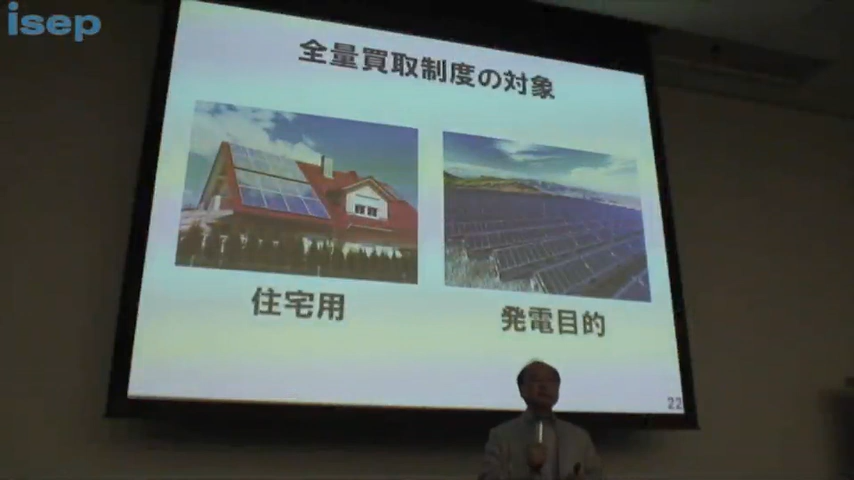 isep
全量買取制度の対象
住宅用
発電目的
22